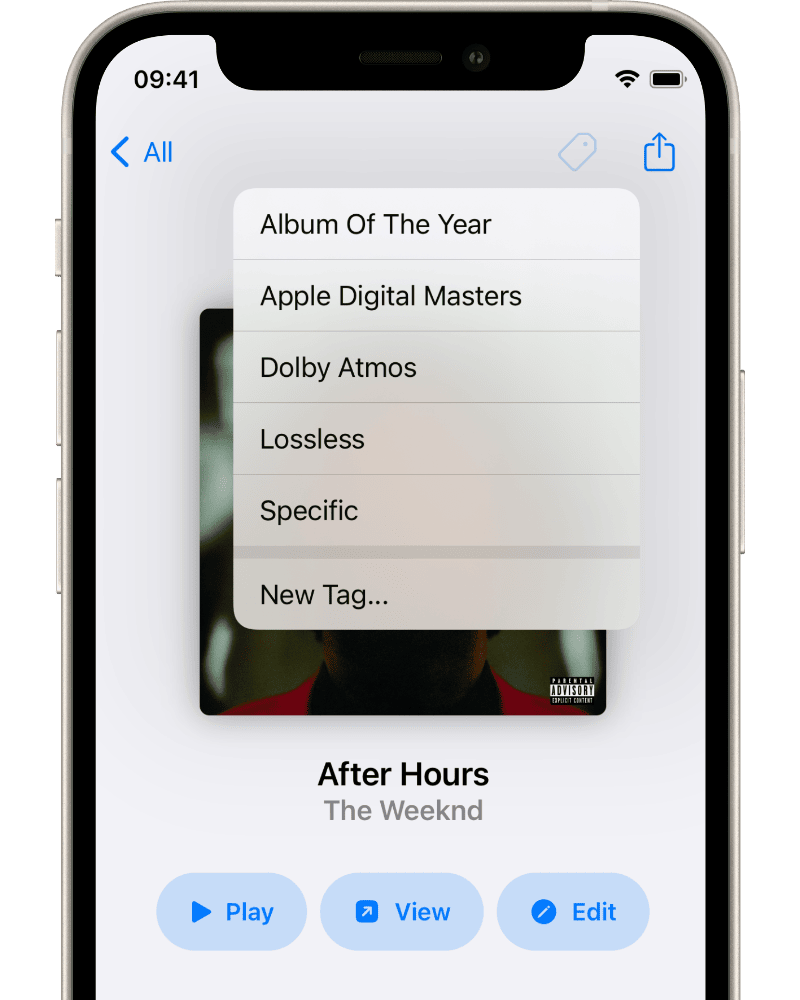 09:41
All
Album Of The Year
Apple Digital Masters
Dolby Atmos
Lossless
Specific
New Tag...
PARENTAL
ADVISORY
EXPLICIT CONTENT
After Hours
The Weeknd
Play
View
Edit